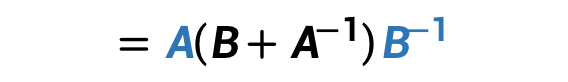 = A(B + A⁻¹)B⁻¹